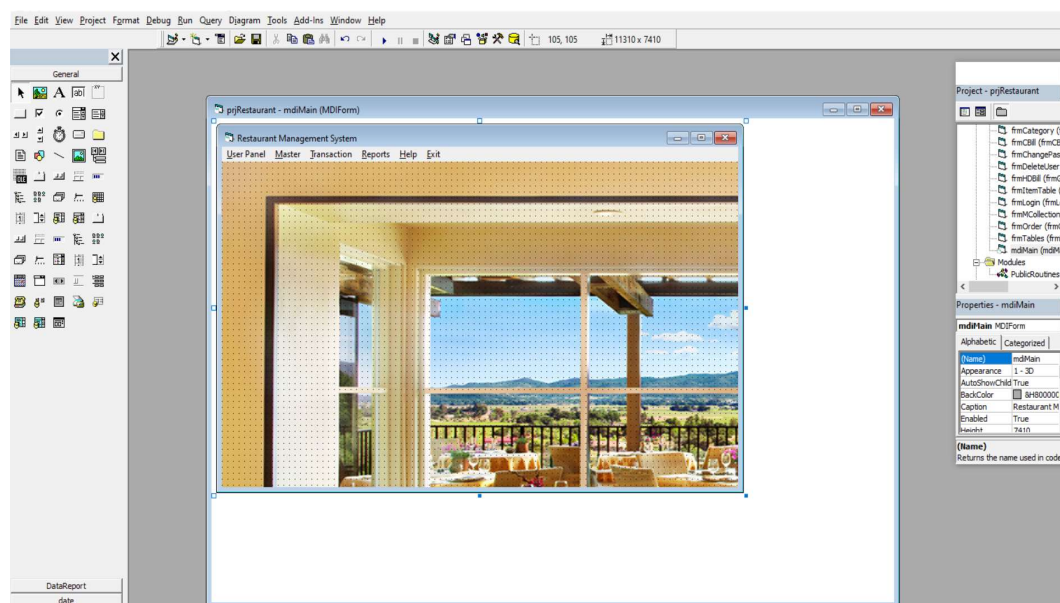 File Edit View Project Format Debug Run Query Diagram Tools Add-Ins Window Help
105, 105 11310 x 7410
General
A ab|
DataReport
date
prjRestaurant - mdiMain (MDIForm)
Restaurant Management System
User Panel Master Transaction Reports Help Exit
Project - prjRestaurant
frmCategory (
frmCBill (frmCB
frmChangePas
frmDeleteUser
frmHDBill (frm
frmItemTable (
frmLogin (frmL
frmMCollection
frmOrder (frm
frmTables (frm
mdiMain (mdiM
Modules
PublicRoutines
Properties - mdiMain
mdiMain MDIForm
Alphabetic Categorized
(Name) mdiMain
Appearance 1 - 3D
AutoShowChild True
BackColor &H80000C
Caption Restaurant M
Enabled True
Height 7410
(Name)
Returns the name used in code